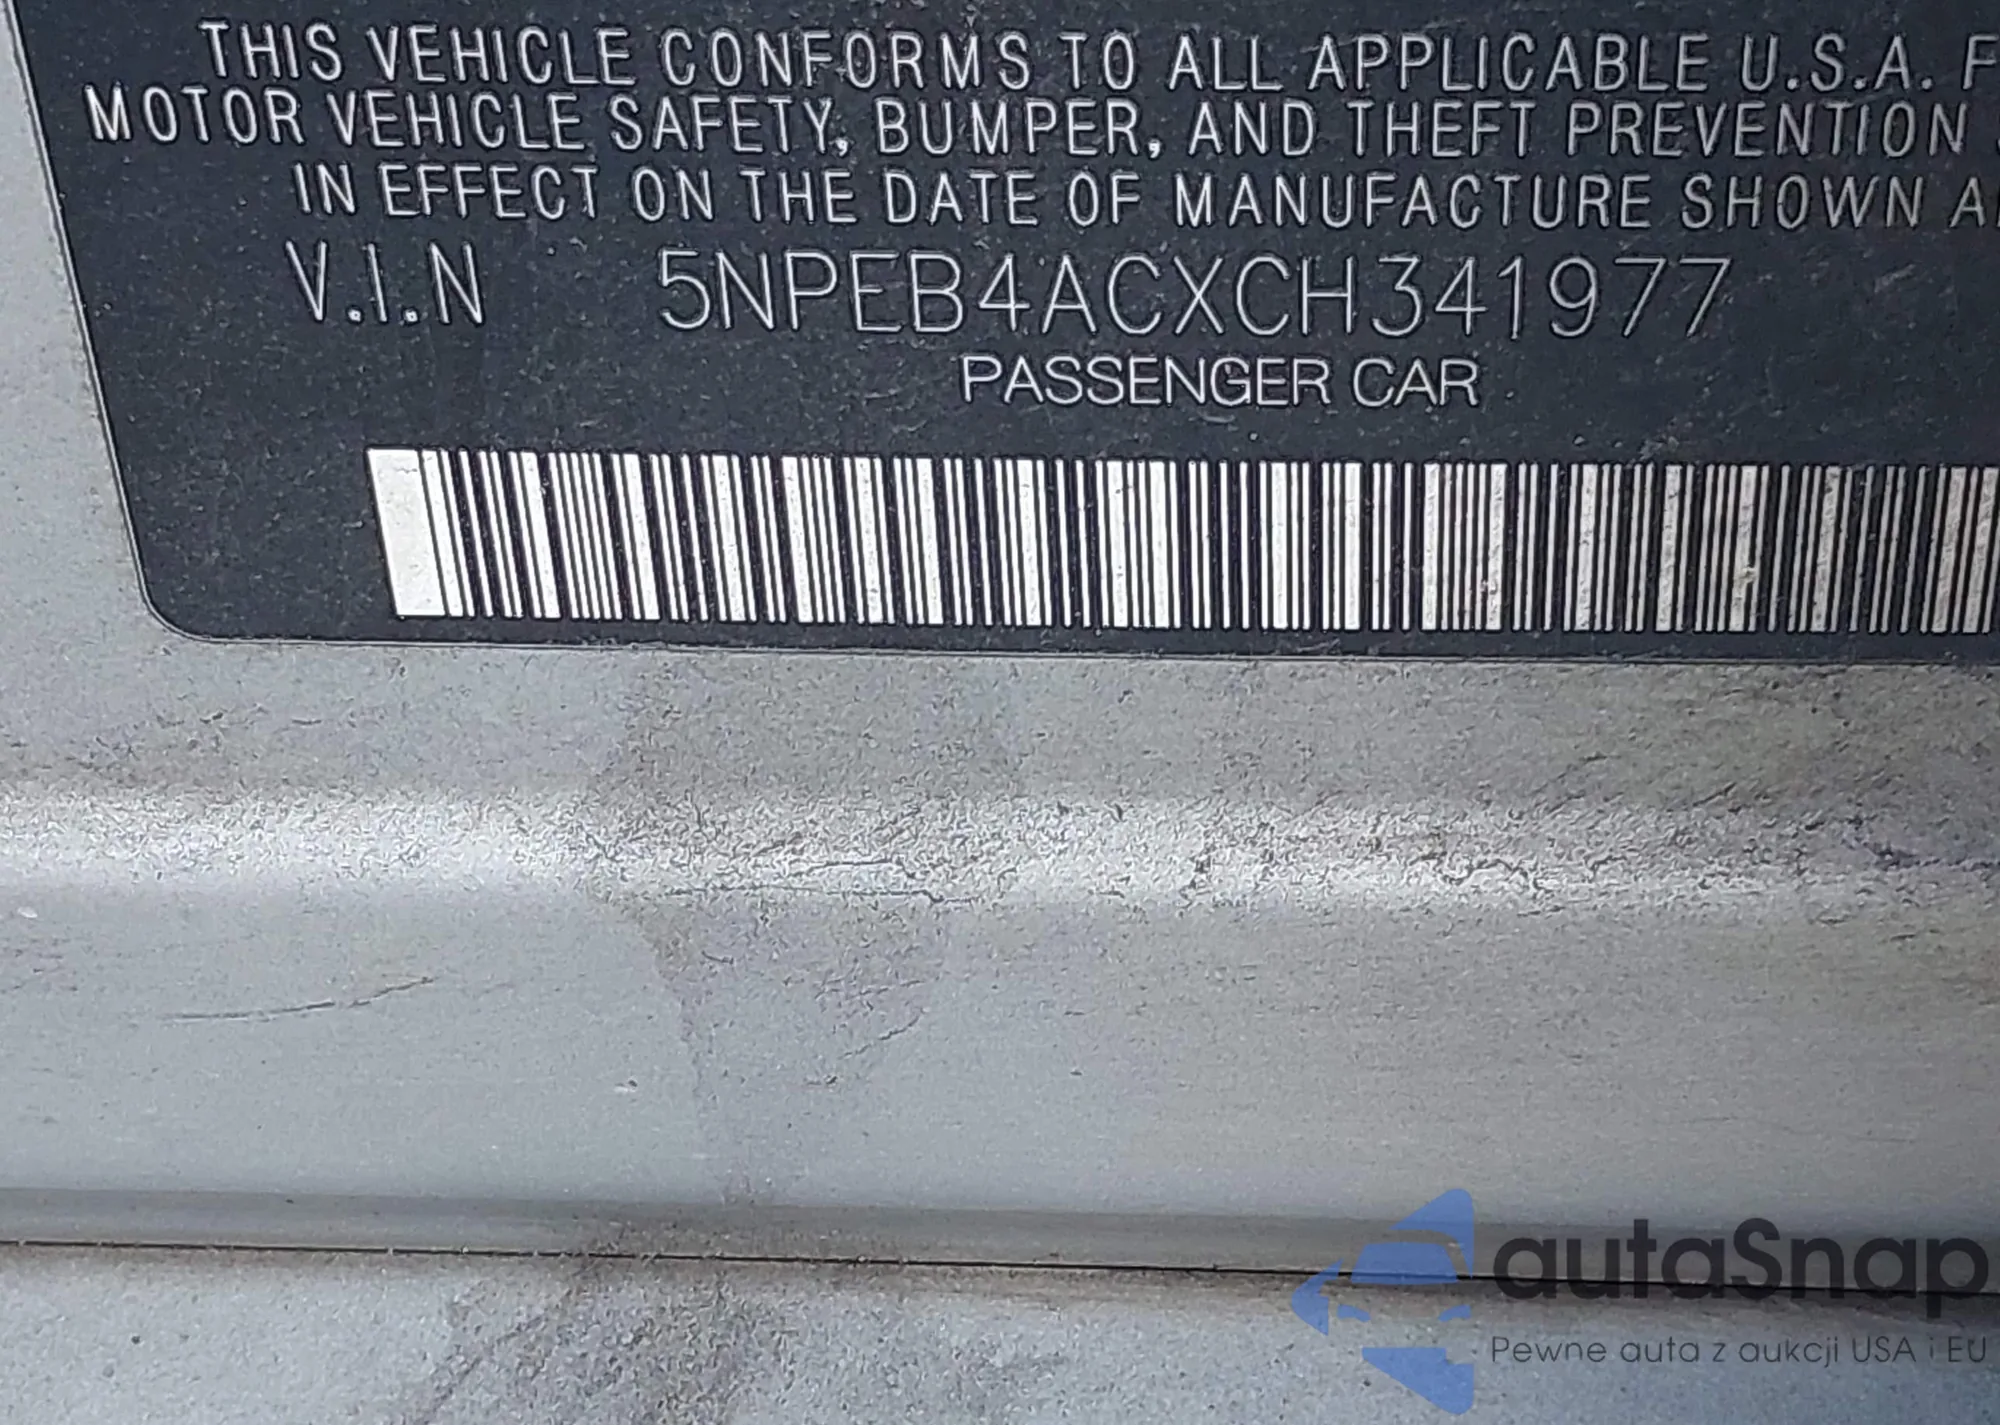 THIS VEHICLE CONFORMS TO ALL APPLICABLE U.S.A. F
MOTOR VEHICLE SAFETY, BUMPER, AND THEFT PREVENTION
IN EFFECT ON THE DATE OF MANUFACTURE SHOWN A
V.I.N 5NPEB4ACXCH341977
PASSENGER CAR
autaSnap
Pewne auta z aukcji USA i EU